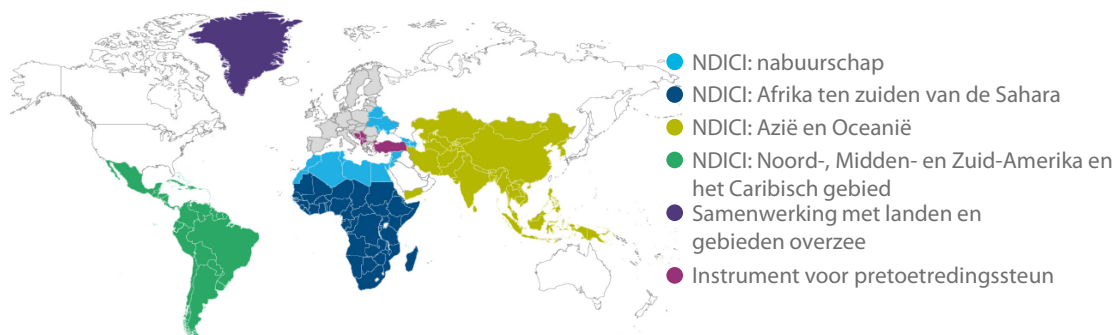 NDICI: nabuurschap
NDICI: Afrika ten zuiden van de Sahara
NDICI: Azië en Oceanië
NDICI: Noord-, Midden- en Zuid-Amerika en
het Caribisch gebied
Samenwerking met landen en
gebieden overzee
Instrument voor pretoetredingssteun